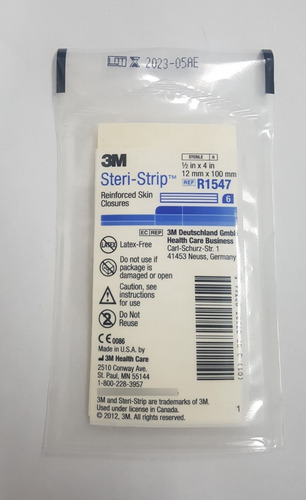 LOT 2023-05AE
3M
Steri-Strip™
Reinforced Skin
Closures
STERILE R
½ in x 4 in
12 mm x 100 mm
REF R1547
6
EC REP 3M Deutschland GmbH
Health Care Business
Carl-Schurz-Str. 1
41453 Neuss, Germany
LATEX Latex-Free
Do not use if
package is
damaged or open
Caution, see
instructions
for use
2 Do Not
Reuse
CE 0086
Made in U.S.A. by
3M Health Care
2510 Conway Ave.
St. Paul, MN 55144
1-800-228-3957
3M and Steri-Strip are trademarks of 3M.
Used under license in Canada.
© 2012, 3M. All rights reserved.
1